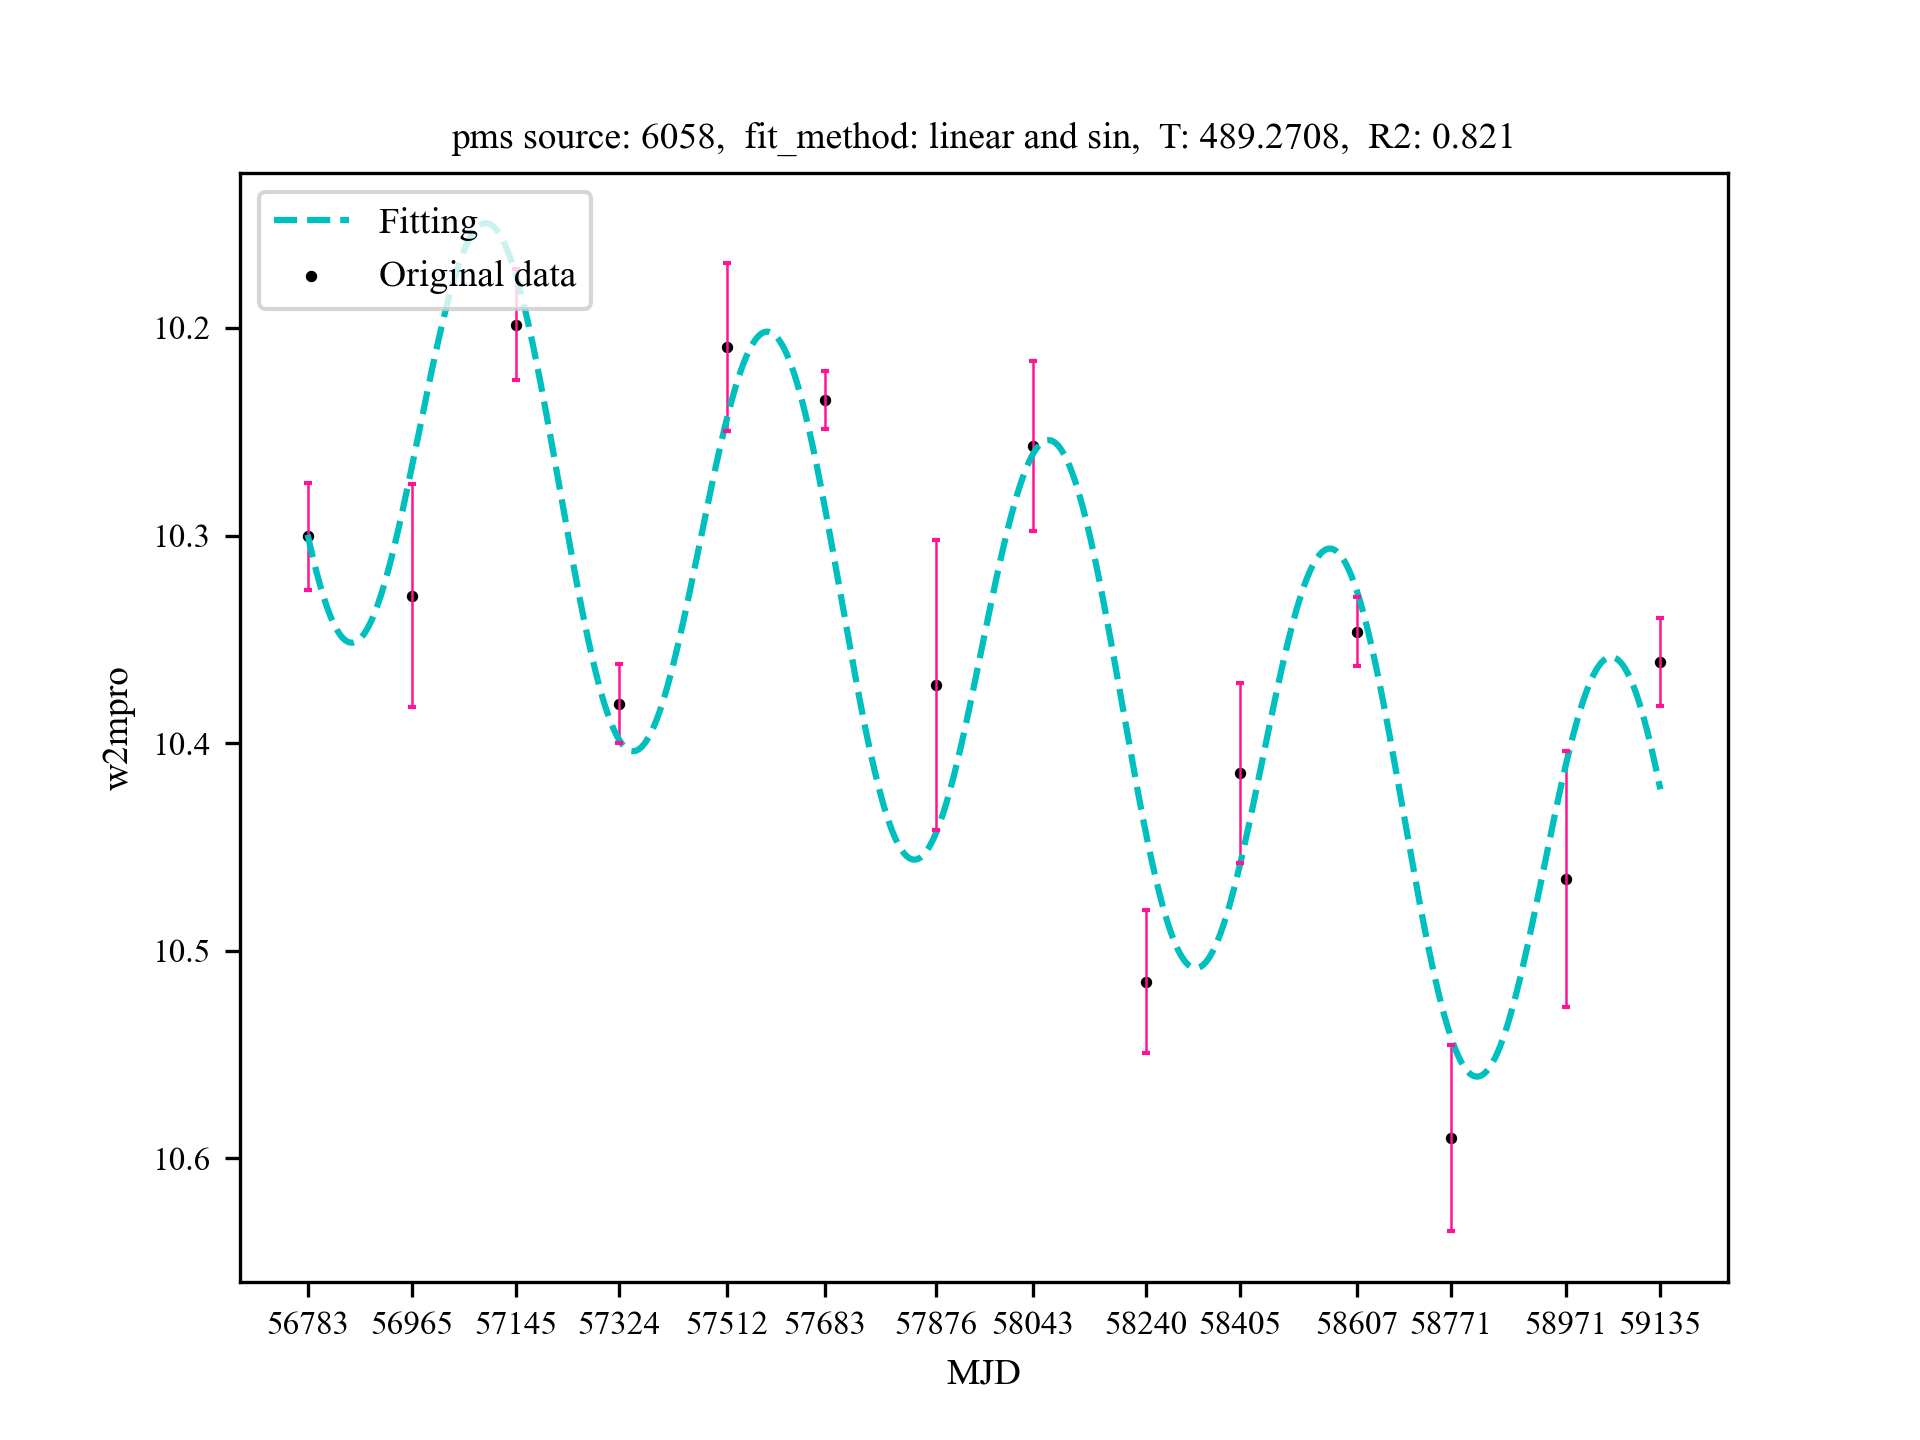 pms source: 6058,  fit_method: linear and sin,  T: 489.2708,  R2: 0.821
Fitting
Original data
10.2
10.3
10.4
10.5
10.6
w2mpro
56783 56965 57145 57324 57512 57683 57876 58043 58240 58405 58607 58771 58971 59135
MJD